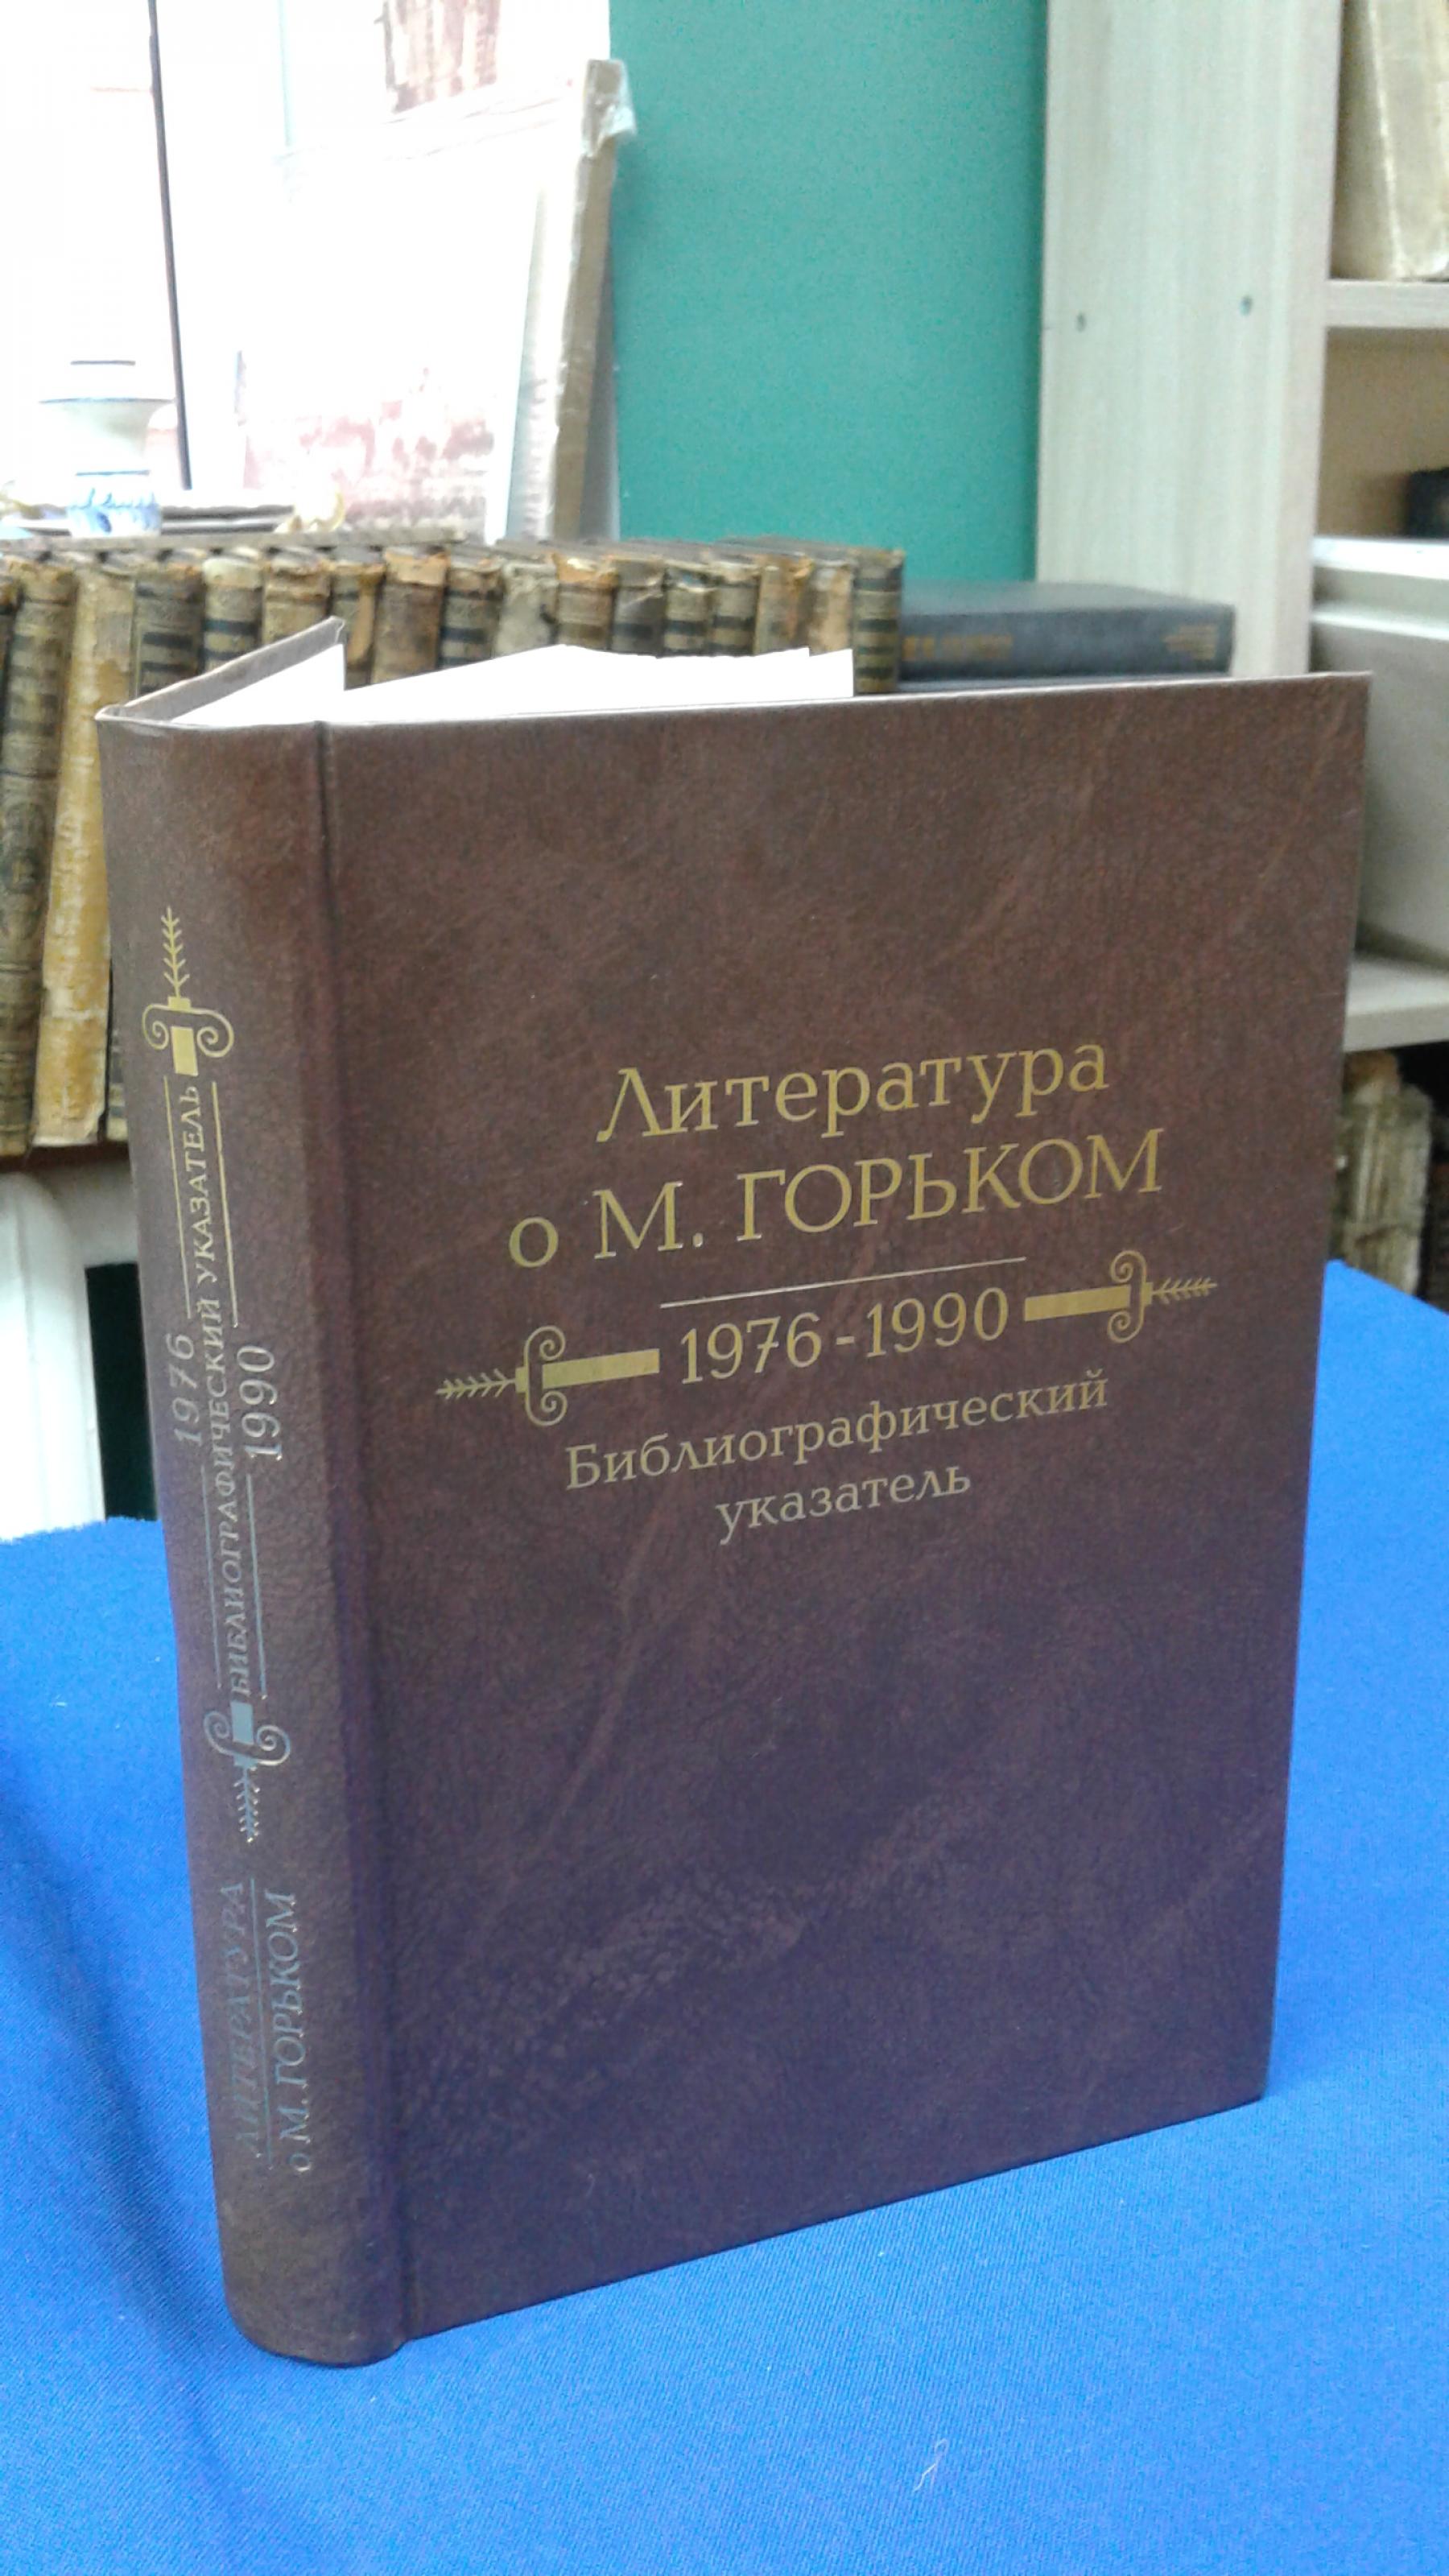 Литература
о М. ГОРЬКОМ
1976-1990
Библиографический
указатель
ЛИТЕРАТУРА
о М. ГОРЬКОМ
1976
БИБЛИОГРАФИЧЕСКИЙ УКАЗАТЕЛЬ
1990